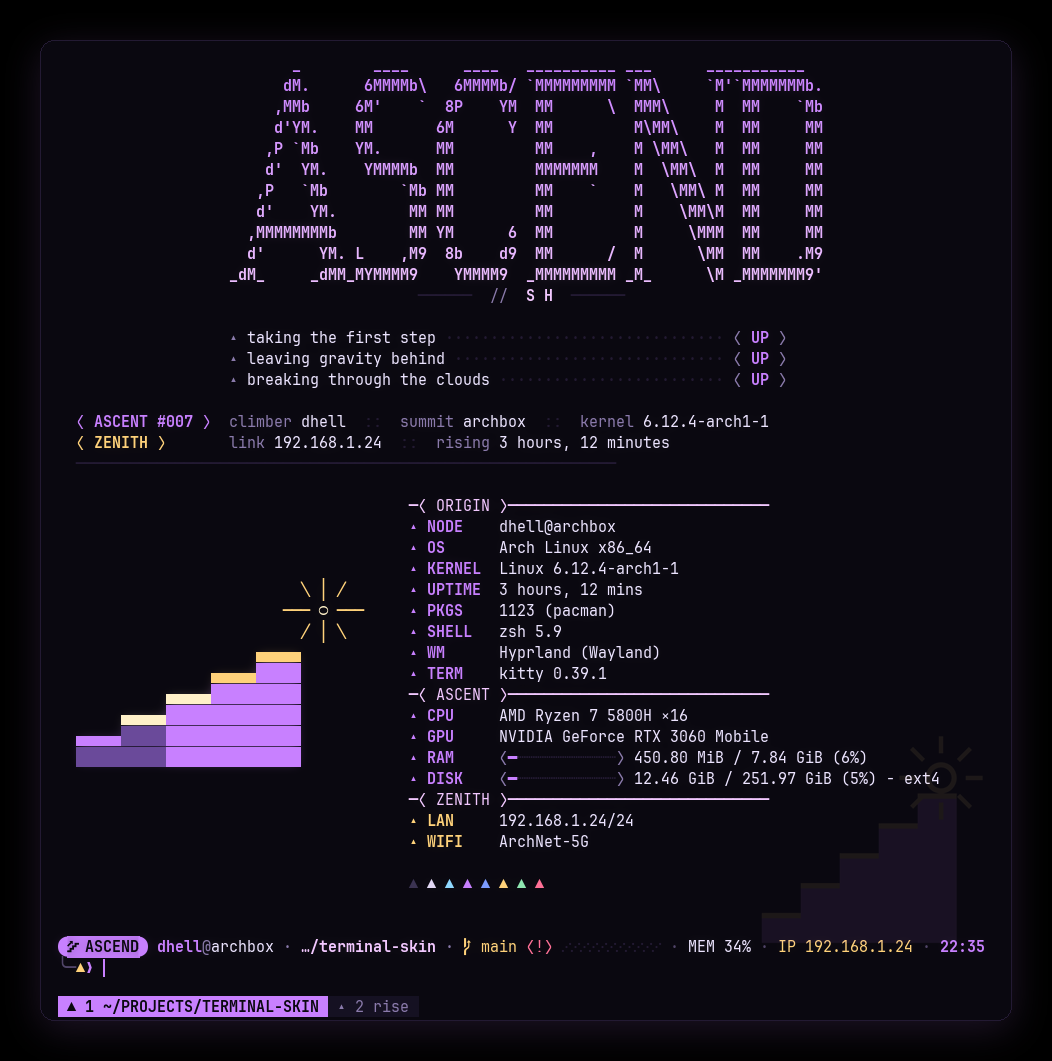 ASCEND
// SH
▴ taking the first step ······························ 〈 UP 〉
▴ leaving gravity behind ······························ 〈 UP 〉
▴ breaking through the clouds ························· 〈 UP 〉
〈 ASCENT #007 〉 climber dhell :: summit archbox :: kernel 6.12.4-arch1-1
〈 ZENITH 〉 link 192.168.1.24 :: rising 3 hours, 12 minutes
─〈 ORIGIN 〉─────────────────────────────
▴ NODE dhell@archbox
▴ OS Arch Linux x86_64
▴ KERNEL Linux 6.12.4-arch1-1
▴ UPTIME 3 hours, 12 mins
▴ PKGS 1123 (pacman)
▴ SHELL zsh 5.9
▴ WM Hyprland (Wayland)
▴ TERM kitty 0.39.1
─〈 ASCENT 〉─────────────────────────────
▴ CPU AMD Ryzen 7 5800H ×16
▴ GPU NVIDIA GeForce RTX 3060 Mobile
▴ RAM 〈━───────────〉 450.80 MiB / 7.84 GiB (6%)
▴ DISK 〈━───────────〉 12.46 GiB / 251.97 GiB (5%) - ext4
─〈 ZENITH 〉─────────────────────────────
▴ LAN 192.168.1.24/24
▴ WIFI ArchNet-5G
▲ ▲ ▲ ▲ ▲ ▲ ▲ ▲
ASCEND dhell@archbox · …/terminal-skin · main 〈!〉 · MEM 34% · IP 192.168.1.24 · 22:35
╰─▲❯
▲ 1 ~/PROJECTS/TERMINAL-SKIN ▴ 2 rise